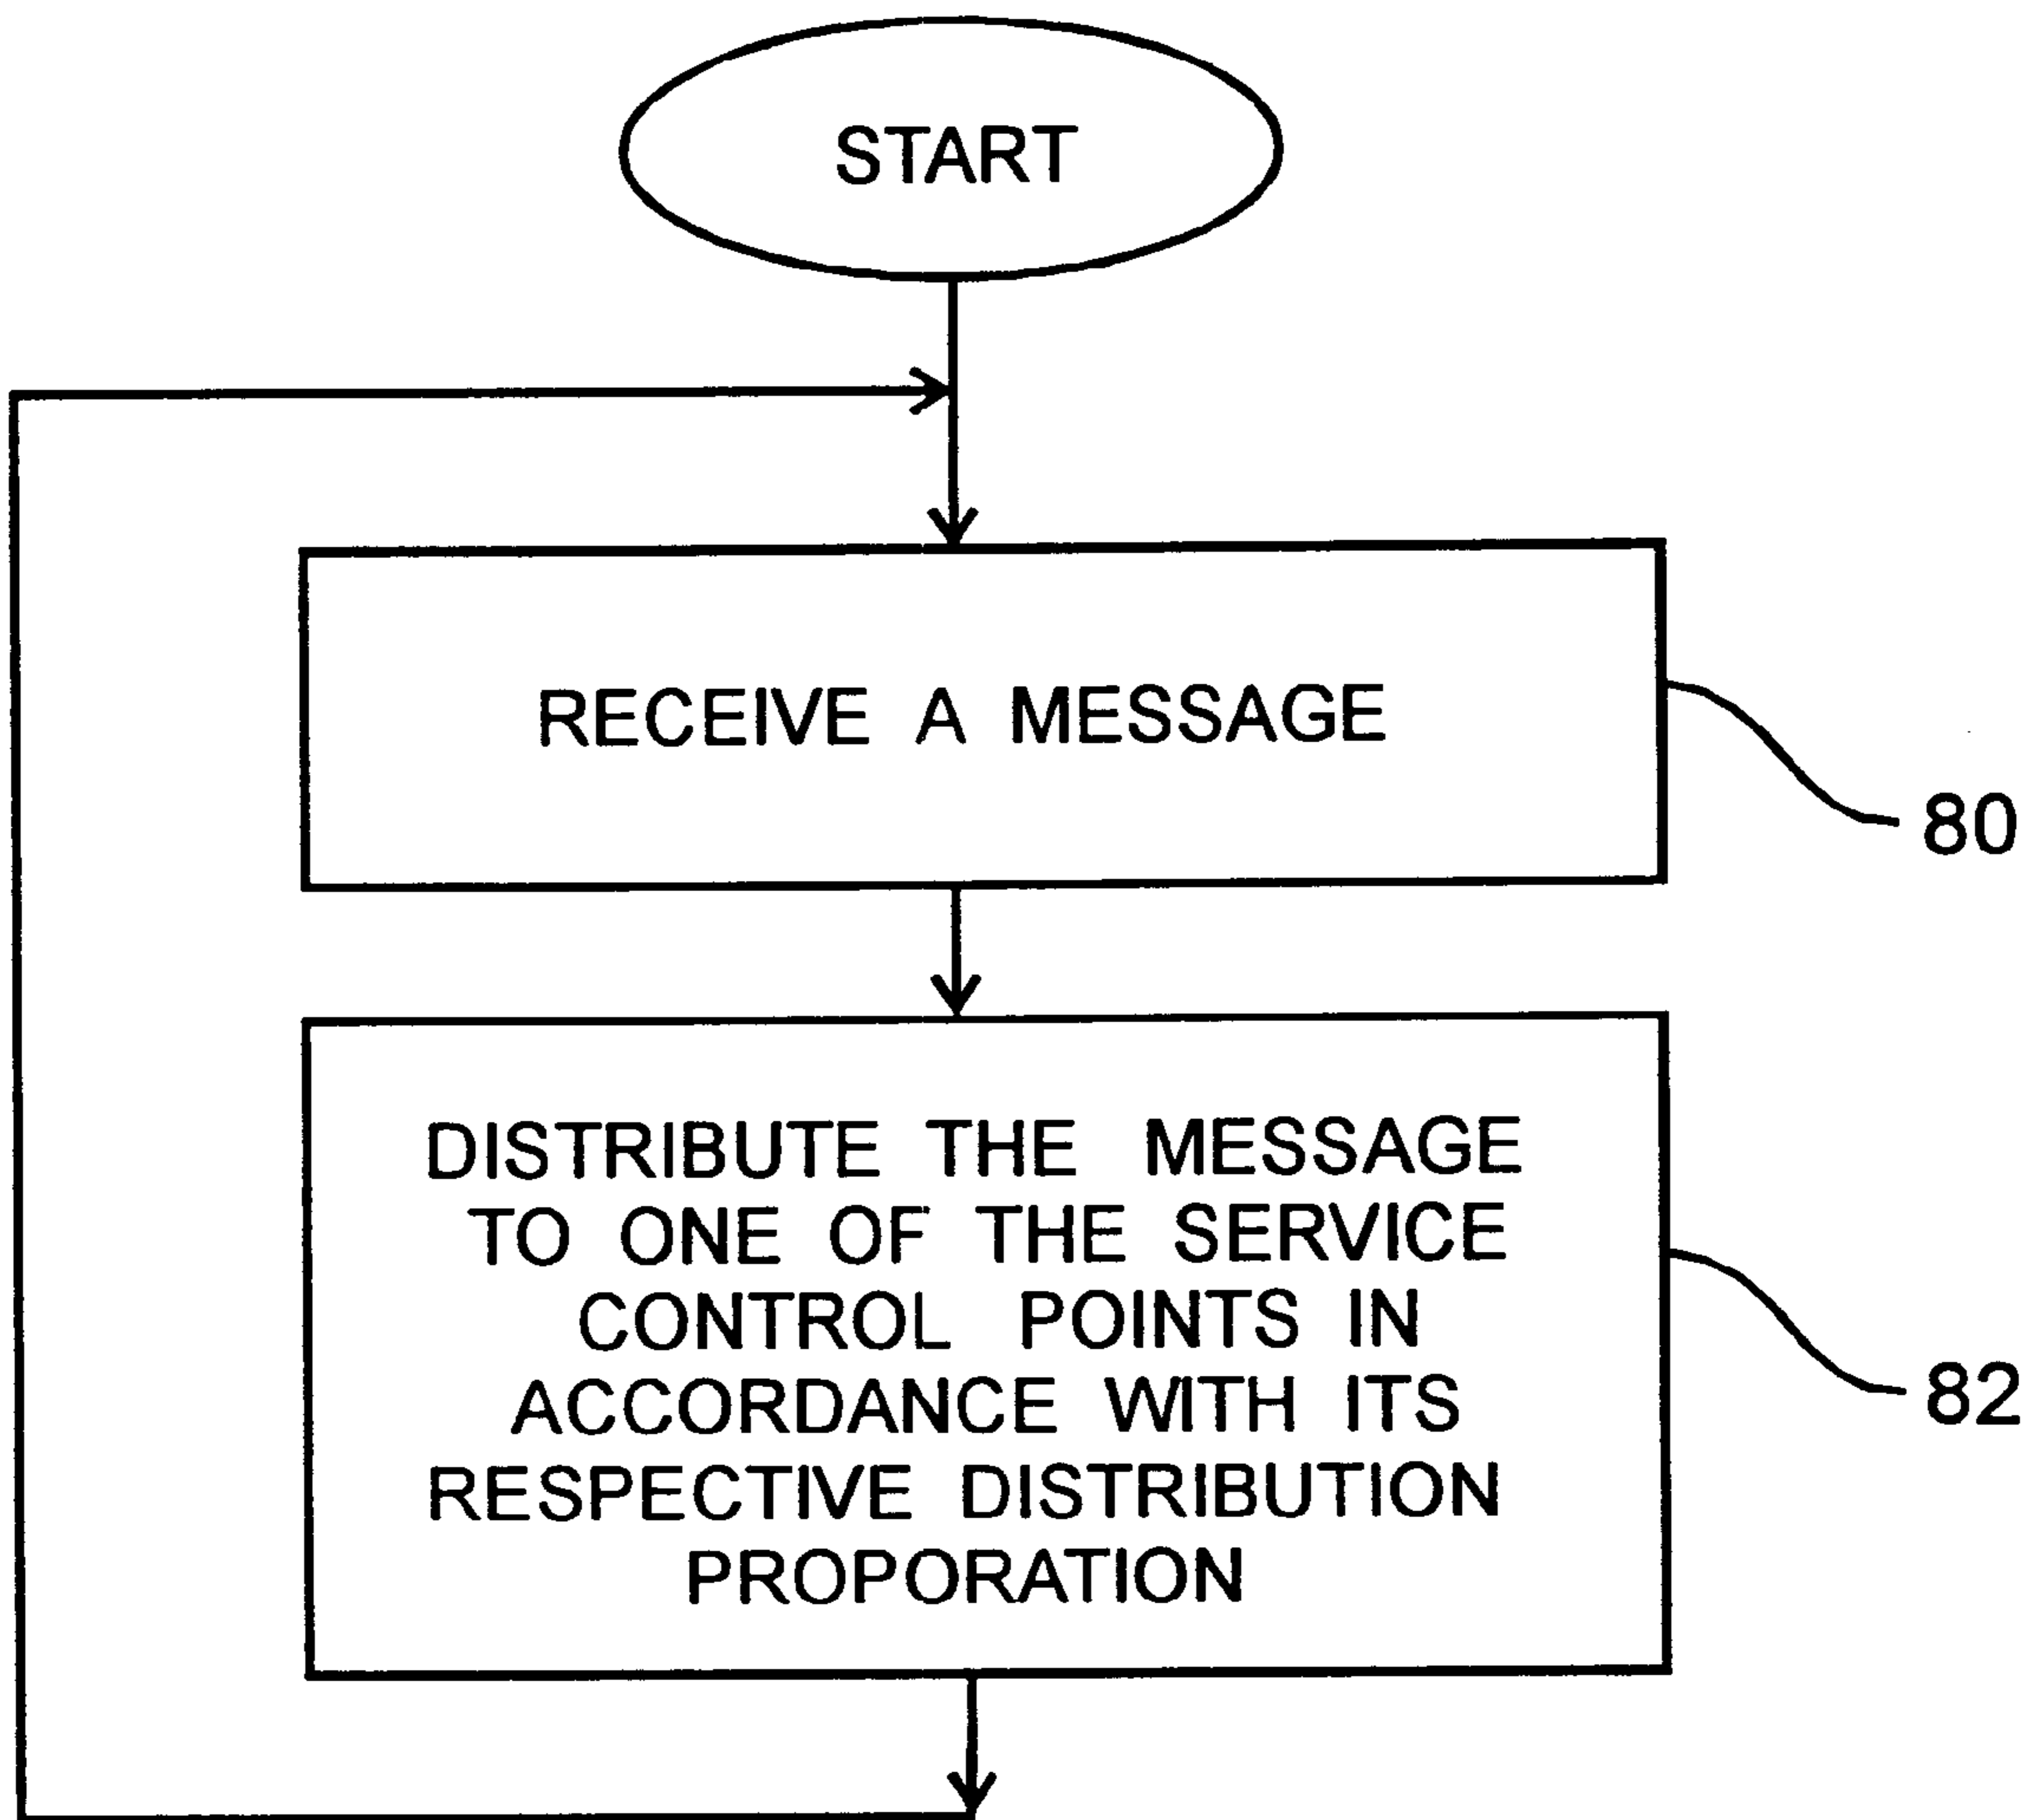 START
RECEIVE A MESSAGE
80
DISTRIBUTE THE MESSAGE
TO ONE OF THE SERVICE
CONTROL POINTS IN
ACCORDANCE WITH ITS
RESPECTIVE DISTRIBUTION
PROPORATION
82